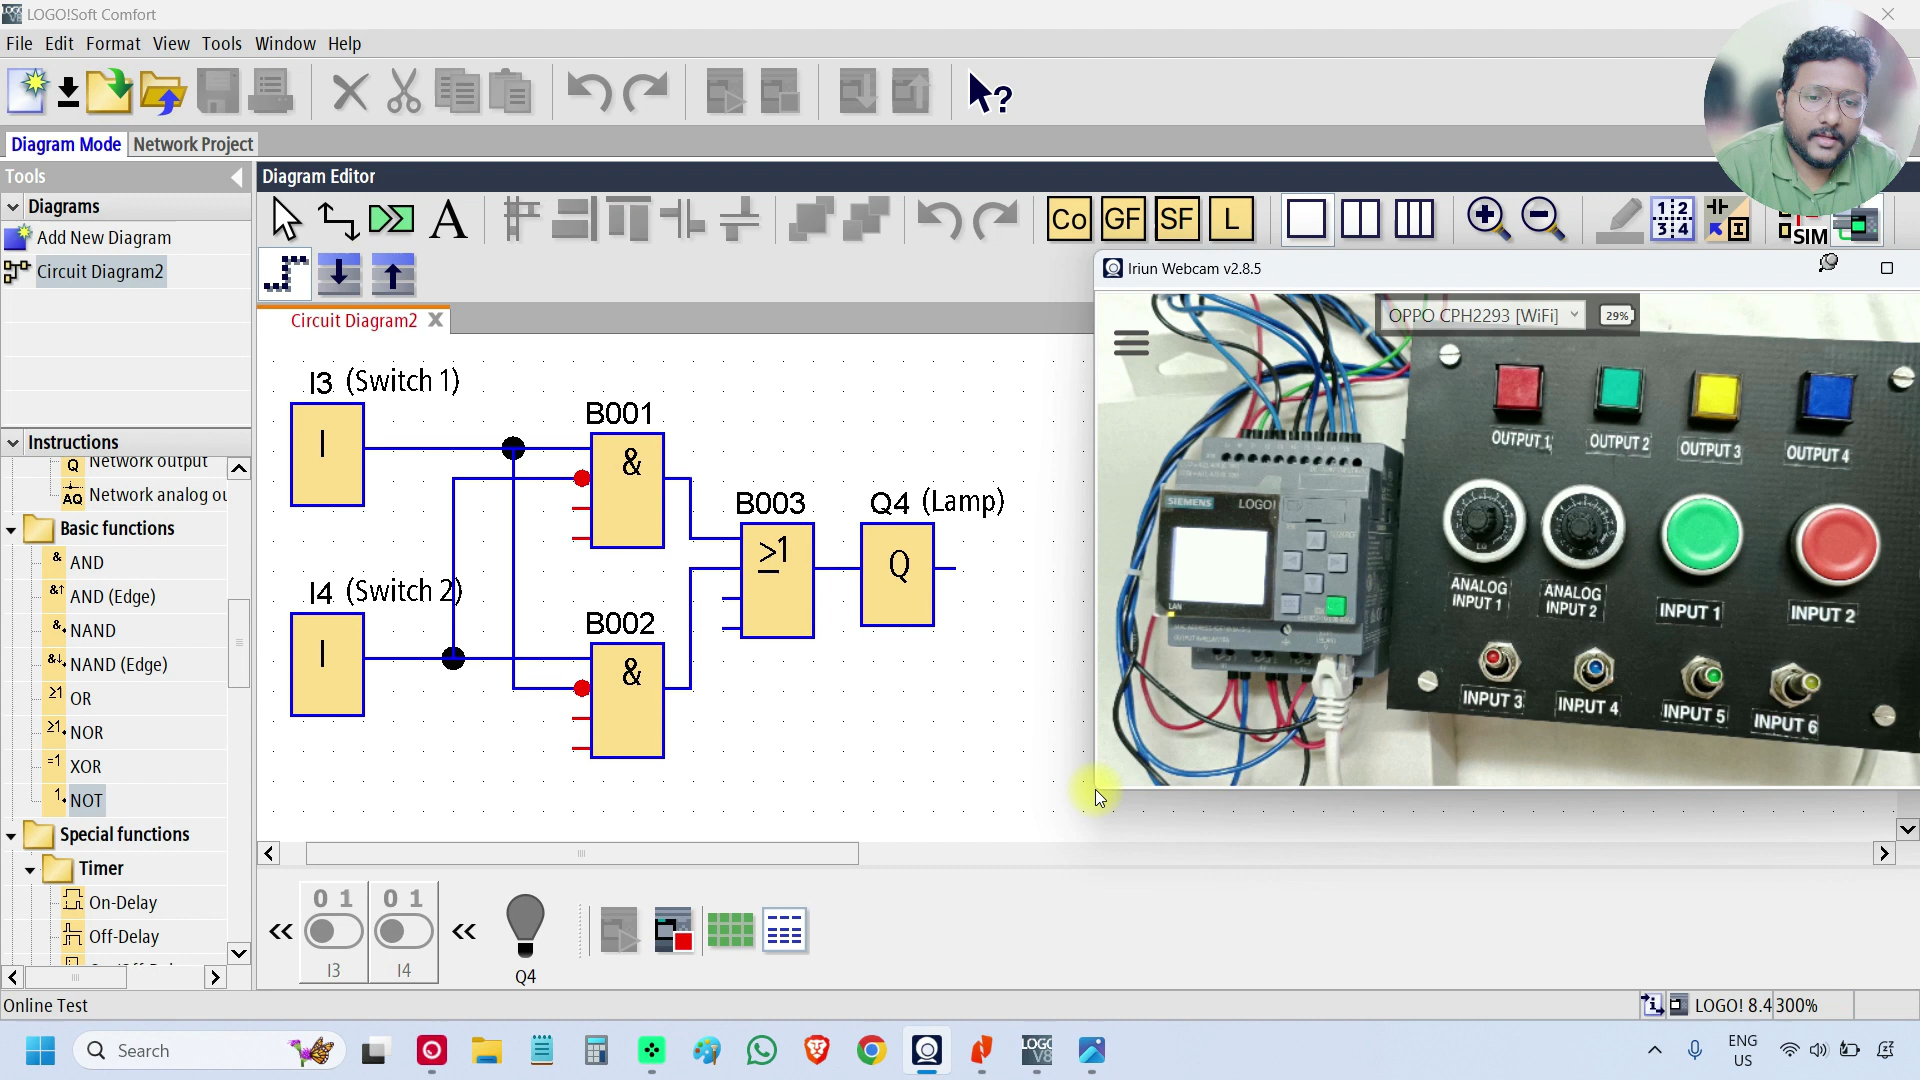 LOGO!Soft Comfort
File Edit Format View Tools Window Help
Diagram Mode Network Project
Tools
Diagrams
Add New Diagram
Circuit Diagram2
Instructions
Network output
AQ Network analog ou
Basic functions
AND
AND (Edge)
NAND
NAND (Edge)
OR
NOR
XOR
NOT
Special functions
Timer
On-Delay
Off-Delay
Online Test
Diagram Editor
A Co GF SF L SIM
Circuit Diagram2 X
I3 (Switch 1)
I
B001
&
I4 (Switch 2)
I
B002
&
B003
≥1
Q4 (Lamp)
Q
Iriun Webcam v2.8.5
OPPO CPH2293 [WiFi] 29%
SIEMENS LOGO!
LAN
OUTPUT 1
OUTPUT 2
OUTPUT 3
OUTPUT 4
ANALOG
INPUT 1
ANALOG
INPUT 2
INPUT 1
INPUT 2
INPUT 3
INPUT 4
INPUT 5
INPUT 6
0 1
0 1
I3
I4
Q4
LOGO! 8.4 300%
Search
LOGO
V8
ENG
US